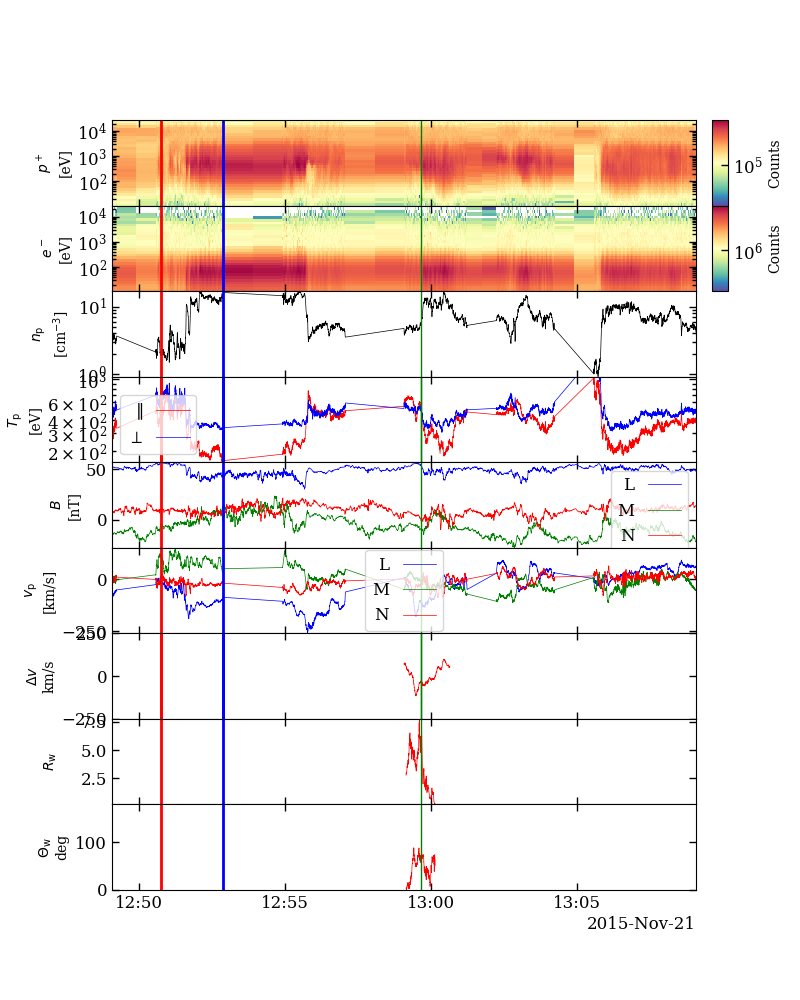 10⁴
10³
10²
p⁺
[eV]
10⁵
Counts
10⁴
10³
10²
e⁻
[eV]
10⁶
Counts
10¹
10⁰
nₚ
[cm⁻³]
10³
6 × 10²
4 × 10²
3 × 10²
2 × 10²
Tₚ
[eV]
∥
⊥
50
0
B
[nT]
L
M
N
0
−250
vₚ
[km/s]
L
M
N
250
0
−250
Δv
km/s
7.5
5.0
2.5
R_w
100
0
Θ_w
deg
12:50 12:55 13:00 13:05
2015-Nov-21